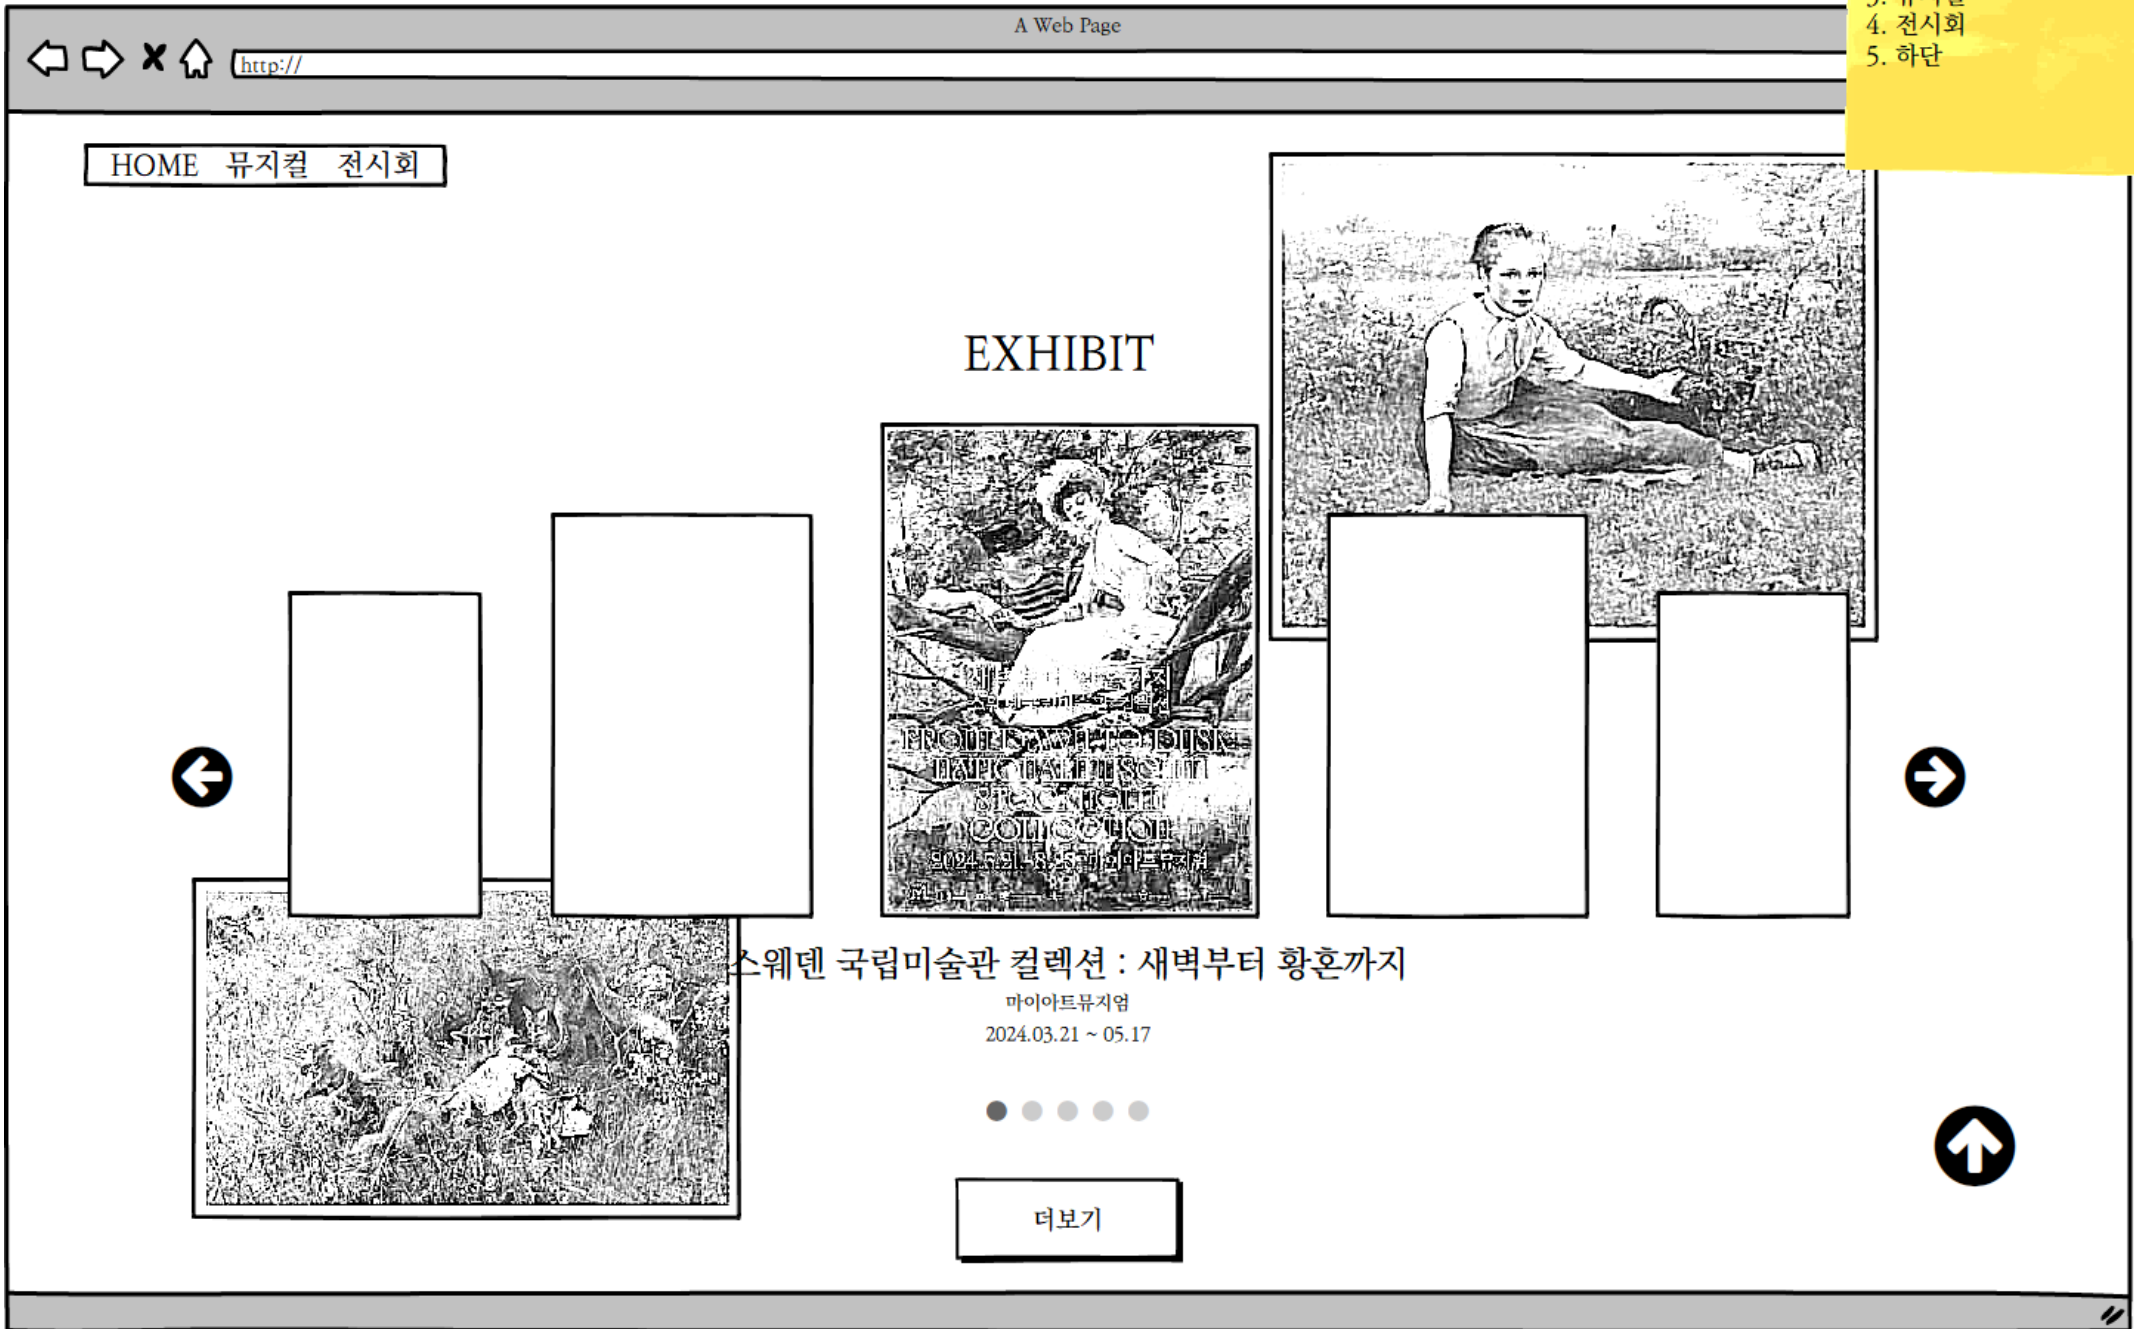 A Web Page
http://
4. 전시회
5. 하단
HOME 뮤지컬 전시회
EXHIBIT
STOCKHOLM
COLLECTION
스웨덴 국립미술관 컬렉션 : 새벽부터 황혼까지
마이아트뮤지엄
2024.03.21 ~ 05.17
더보기